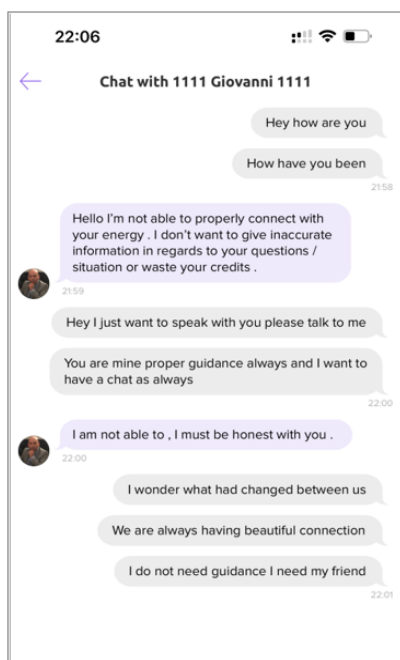 22:06
Chat with 1111 Giovanni 1111
Hey how are you
How have you been
21:58
Hello I'm not able to properly connect with
your energy . I don't want to give inaccurate
information in regards to your questions /
situation or waste your credits .
21:59
Hey I just want to speak with you please talk to me
You are mine proper guidance always and I want to
have a chat as always
22:00
I am not able to , I must be honest with you .
22:00
I wonder what had changed between us
We are always having beautiful connection
I do not need guidance I need my friend
22:01